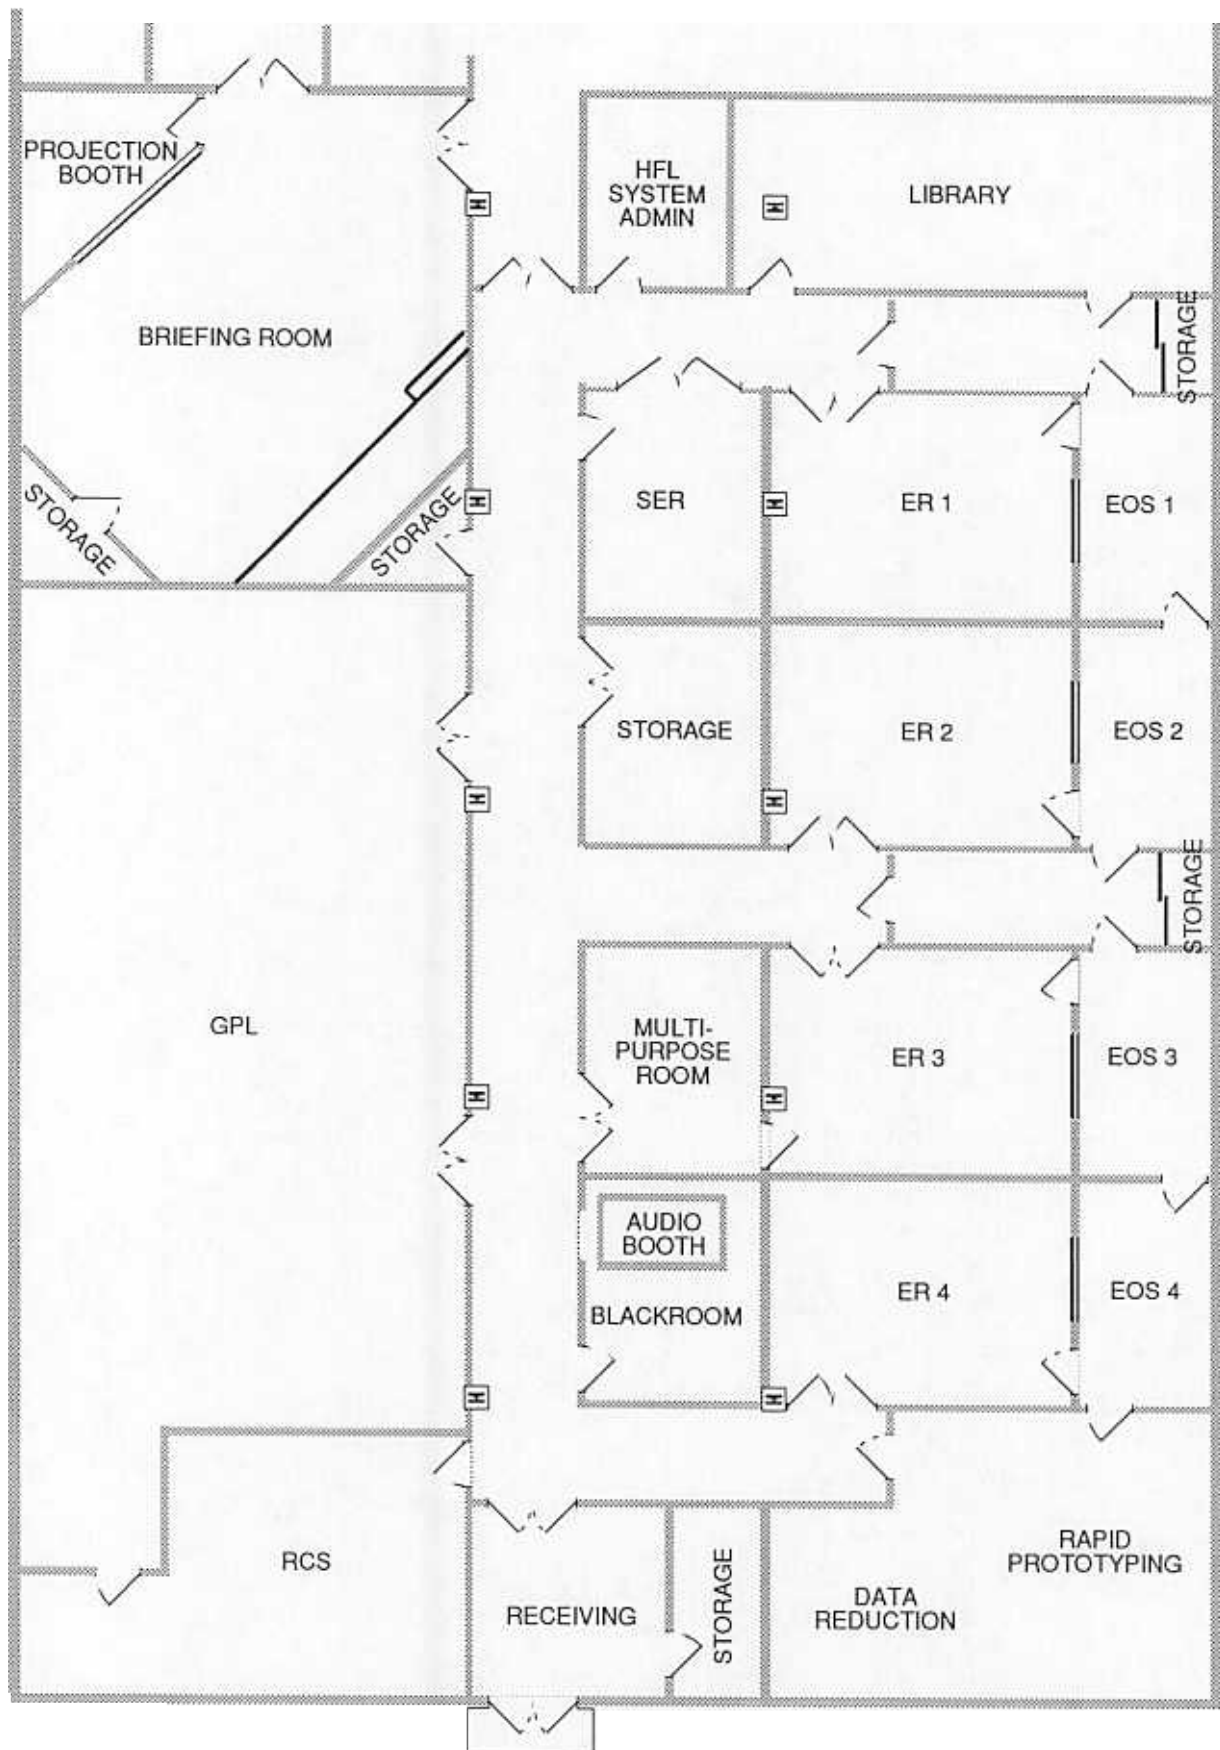 PROJECTION
BOOTH
HFL
SYSTEM
ADMIN
LIBRARY
BRIEFING ROOM
STORAGE
STORAGE
STORAGE
SER
ER 1
EOS 1
STORAGE
ER 2
EOS 2
STORAGE
GPL
MULTI-
PURPOSE
ROOM
ER 3
EOS 3
AUDIO
BOOTH
BLACKROOM
ER 4
EOS 4
RCS
RECEIVING
STORAGE
DATA
REDUCTION
RAPID
PROTOTYPING
H
H
H
H
H
H
H
H
H
H